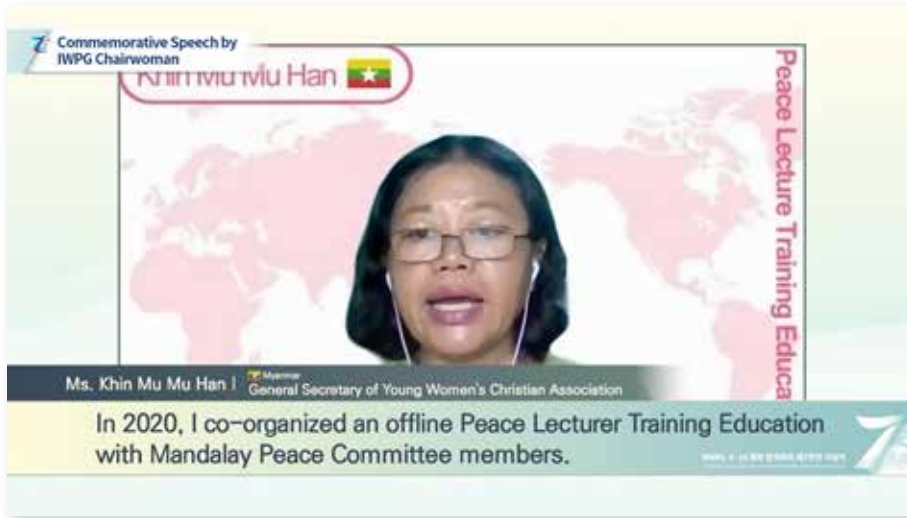 Commemorative Speech by
IWPG Chairwoman
Khin Mu Mu Han
Peace Lecture Training Educa
Ms. Khin Mu Mu Han I
Myanmar
General Secretary of Young Women's Christian Association
In 2020, I co-organized an offline Peace Lecturer Training Education
with Mandalay Peace Committee members.
7